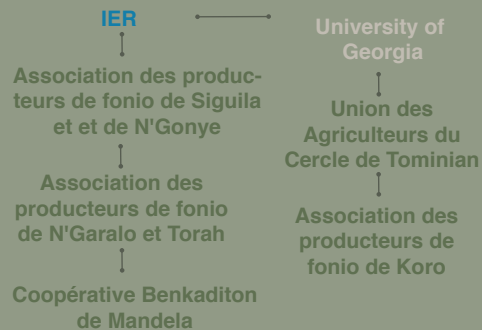 IER
Association des produc-
teurs de fonio de Siguila
et et de N'Gonye
Association des
producteurs de fonio
de N'Garalo et Torah
Coopérative Benkaditon
de Mandela
University of
Georgia
Union des
Agriculteurs du
Cercle de Tominian
Association des
producteurs de
fonio de Koro